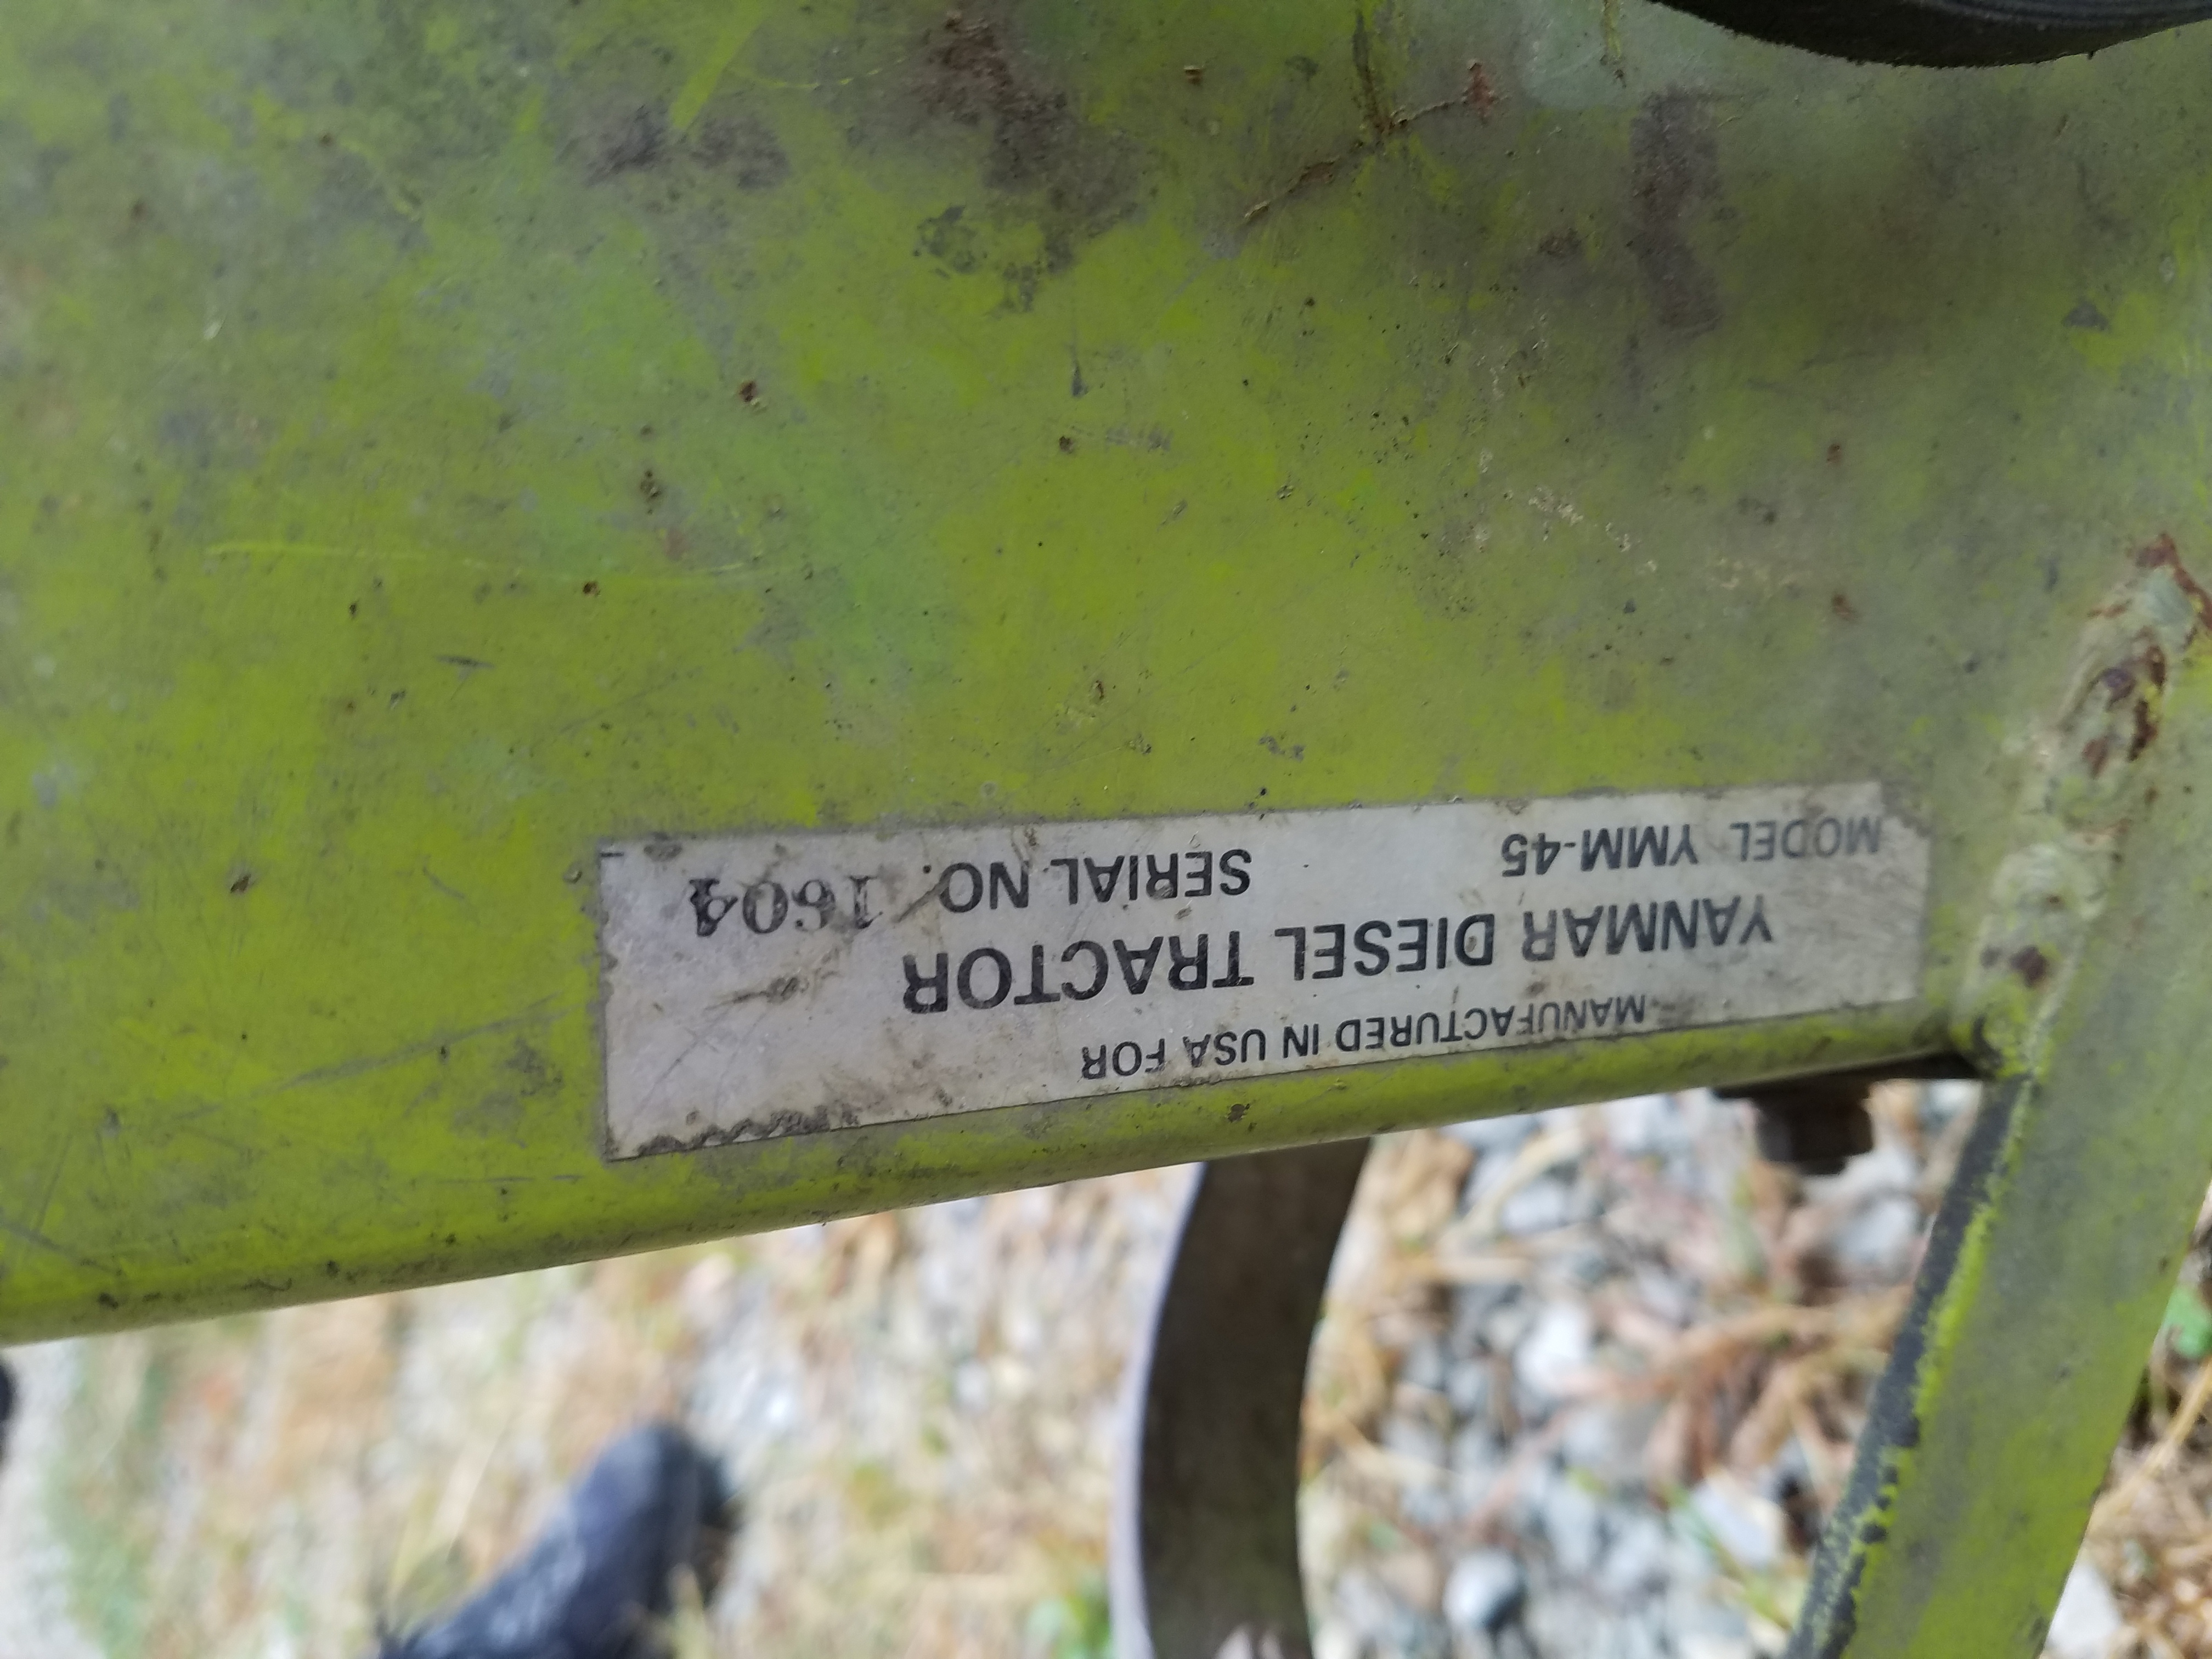 MANUFACTURED IN USA FOR
YANMAR DIESEL TRACTOR
MODEL YMM-45 SERIAL NO. 1604